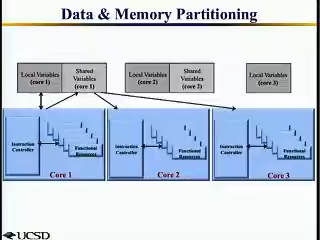 Data & Memory Partitioning
Local Variables
(core 1)
Shared
Variables
(core 1)
Local Variables
(core 2)
Shared
Variables
(core 2)
Local Variables
(core 3)
Instruction
Controller
Functional
Resources
Core 1
Instruction
Controller
Functional
Resources
Core 2
Instruction
Controller
Functional
Resources
Core 3
UCSD